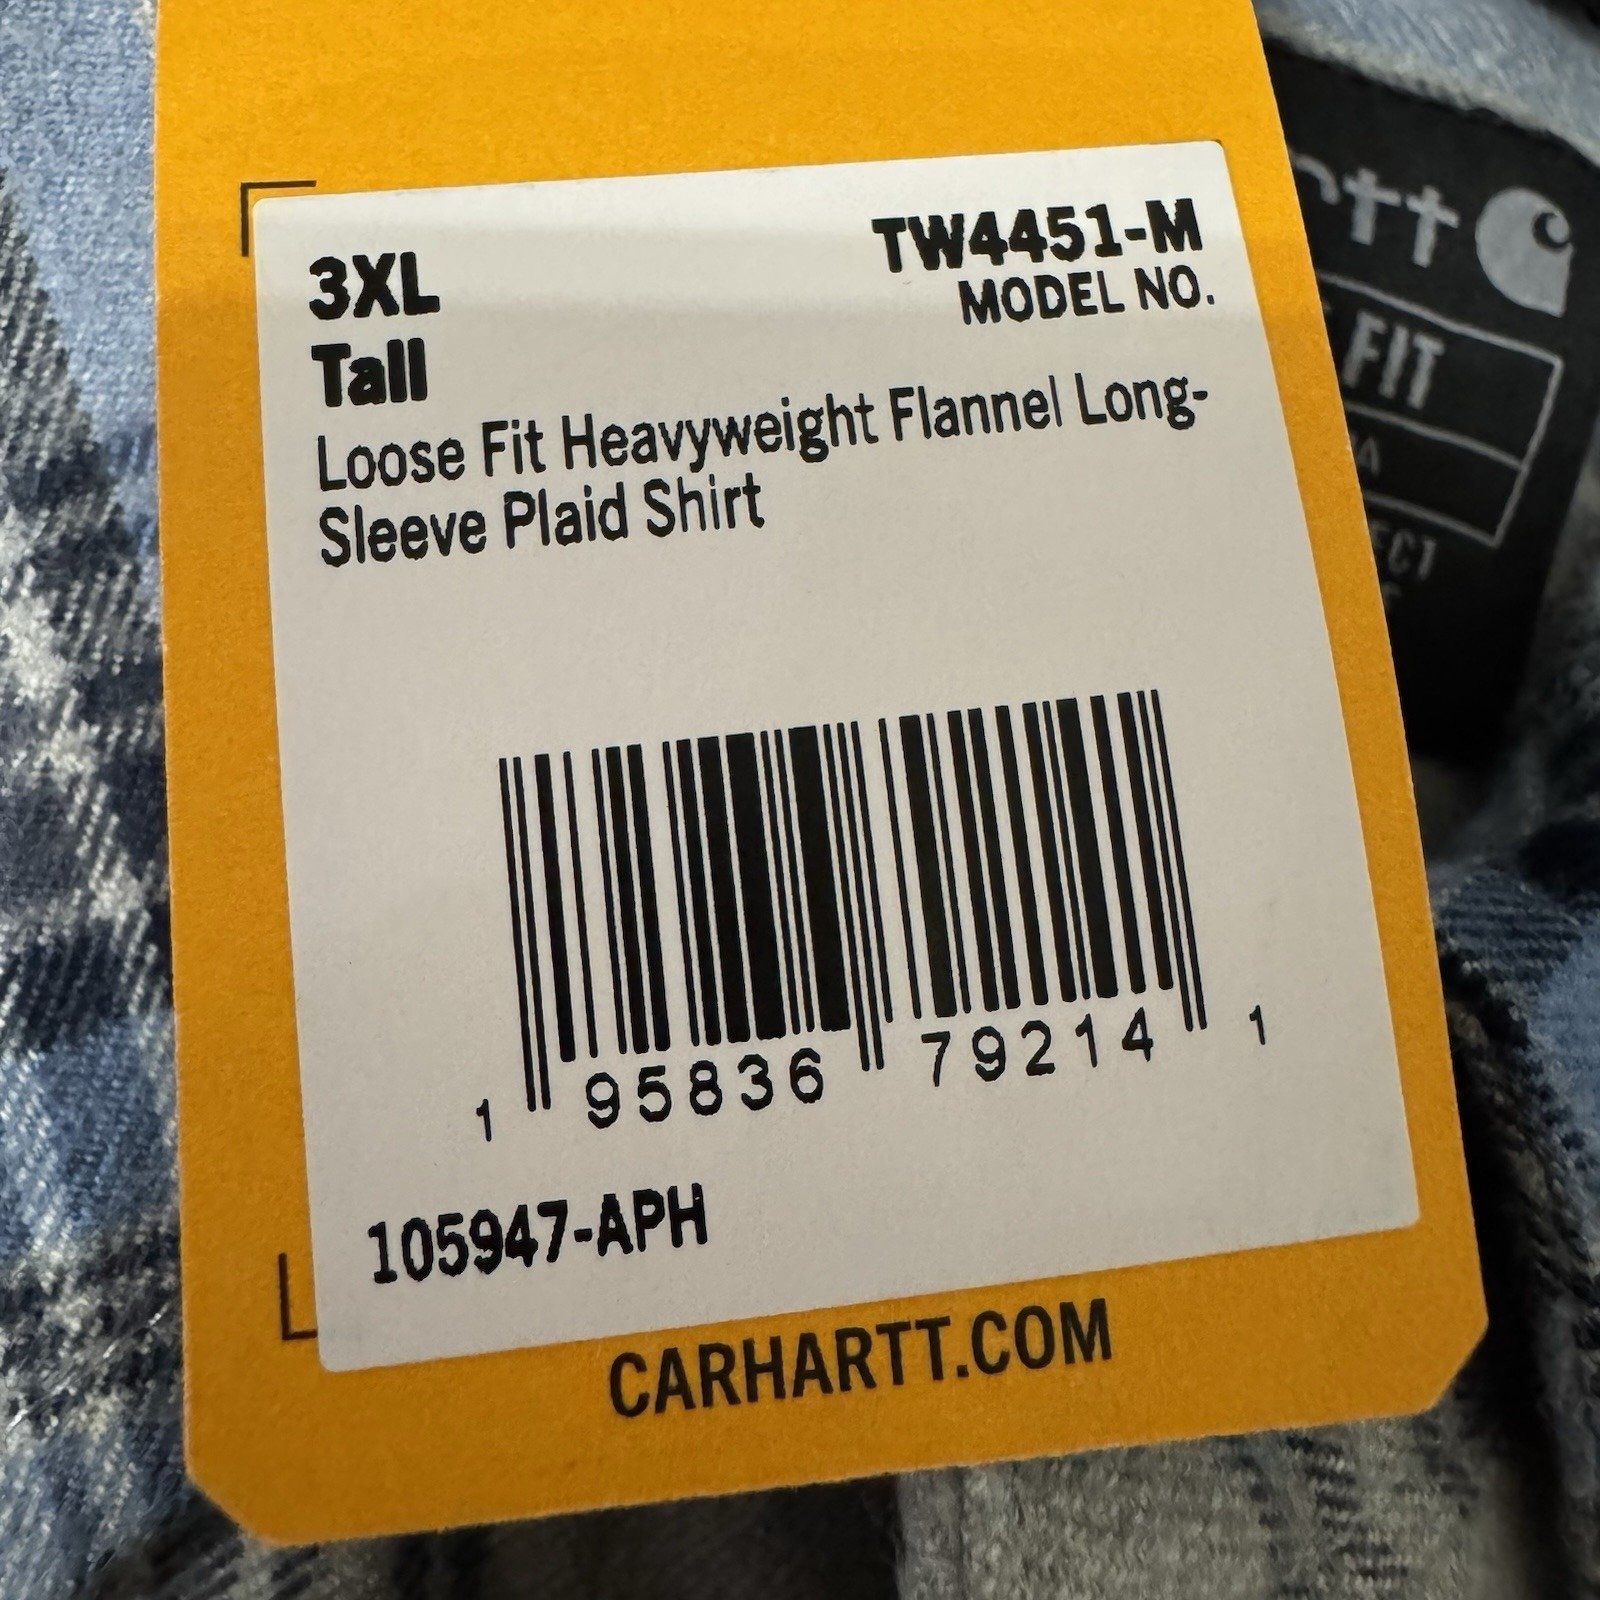 3XL
Tall
TW4451-M
MODEL NO.
Loose Fit Heavyweight Flannel Long-
Sleeve Plaid Shirt
1 95836 79214 1
105947-APH
CARHARTT.COM
FIT